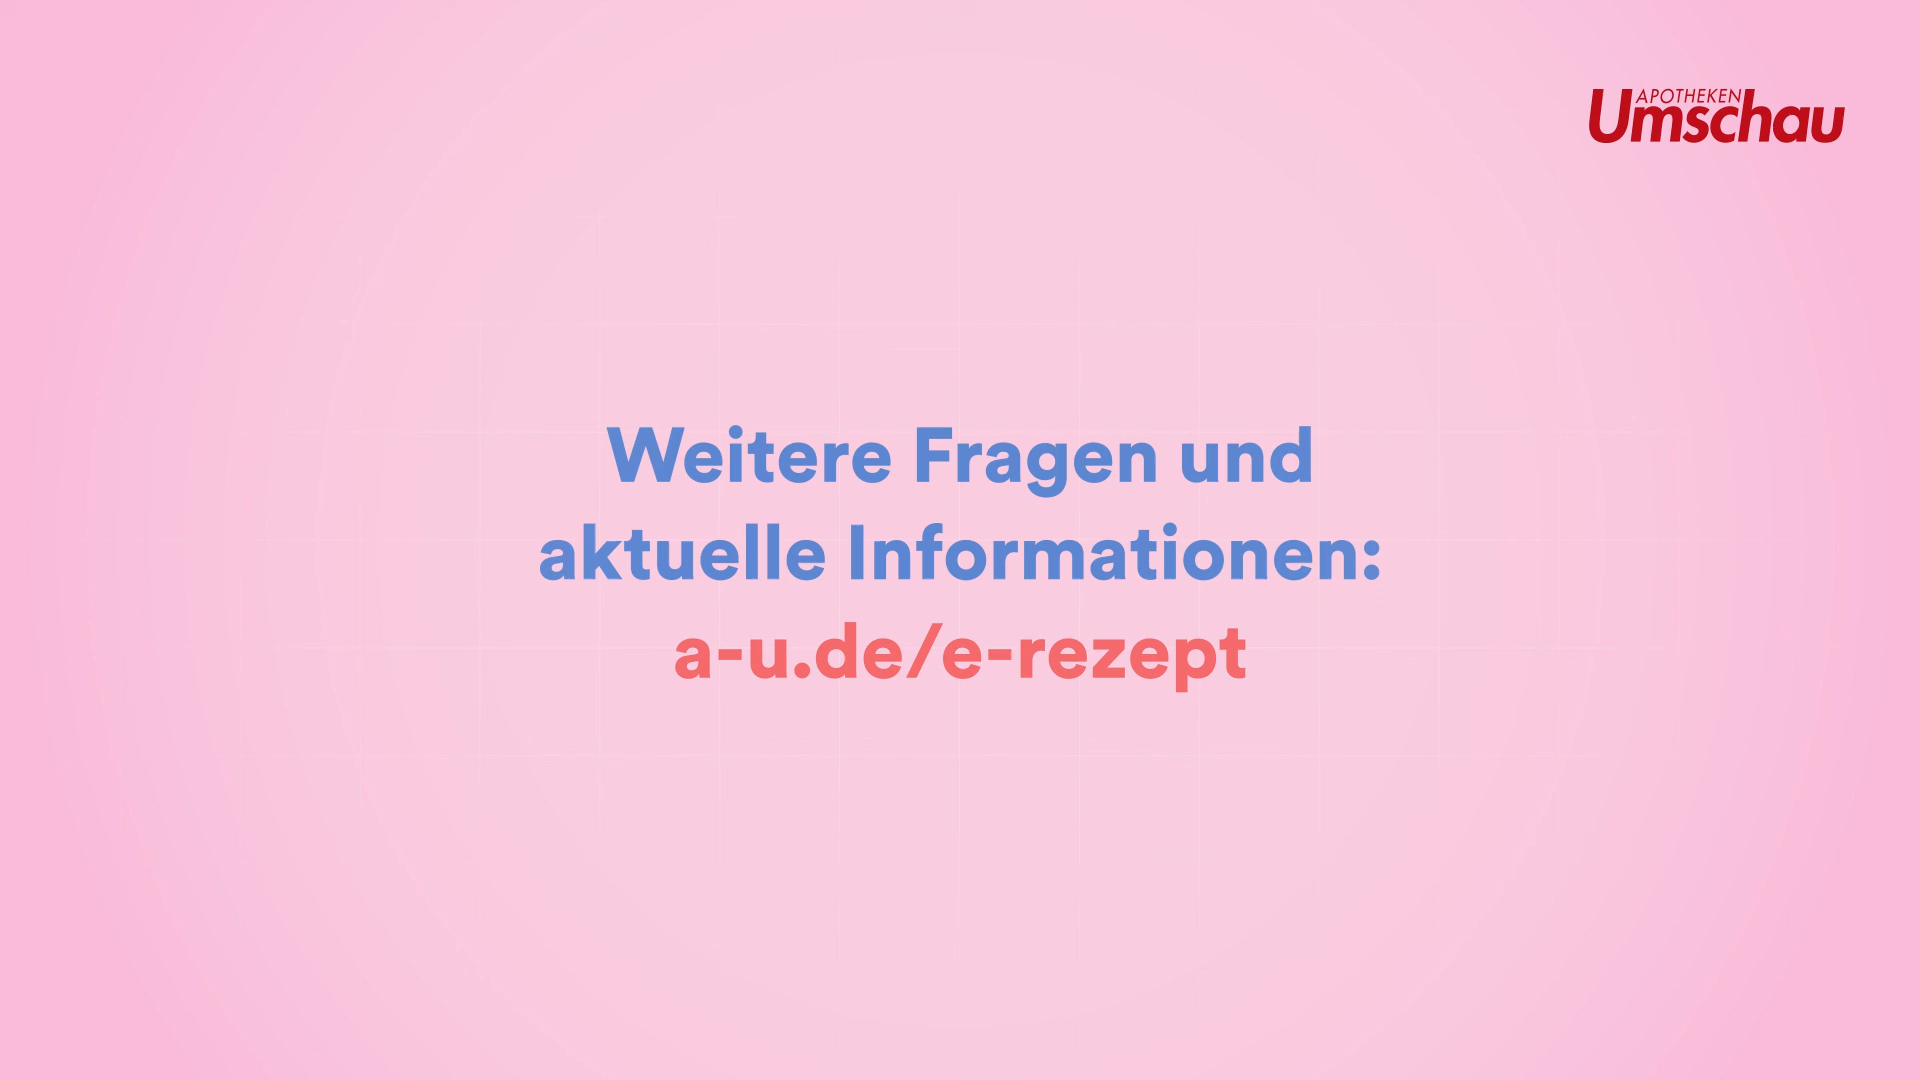 APOTHEKEN
Umschau
Weitere Fragen und
aktuelle Informationen:
a-u.de/e-rezept